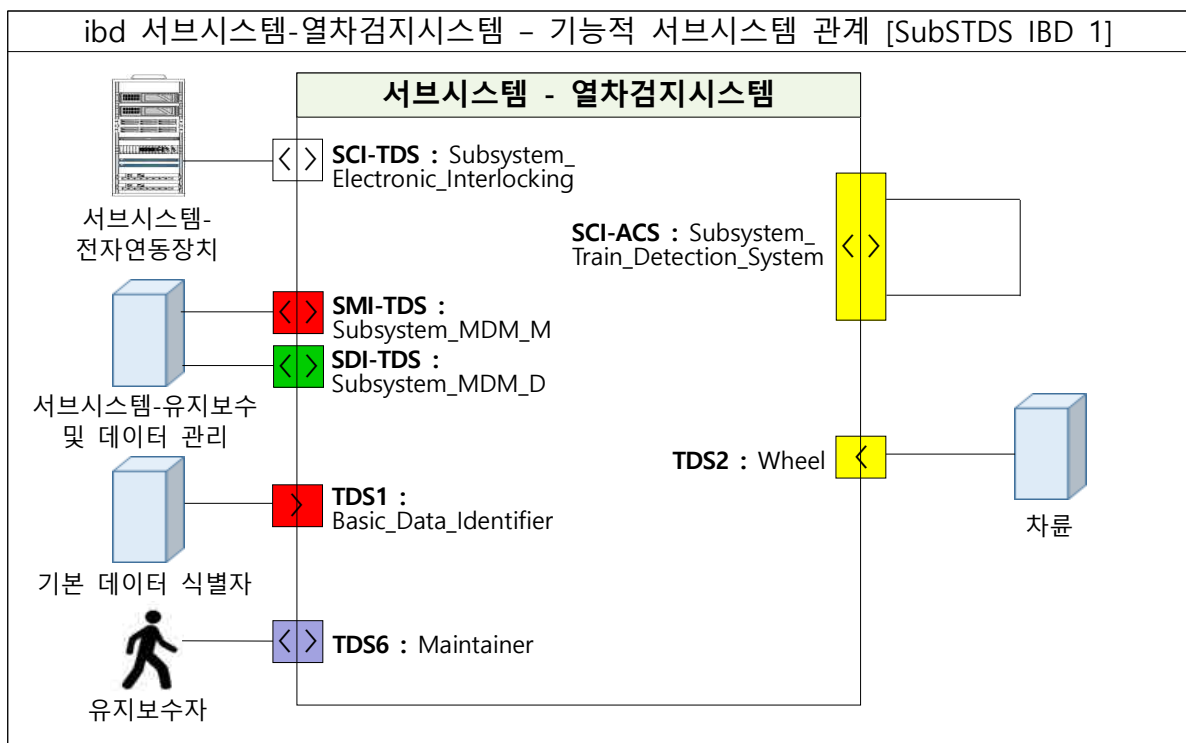 ibd 서브시스템-열차검지시스템 – 기능적 서브시스템 관계 [SubSTDS IBD 1]
서브시스템 - 열차검지시스템
SCI-TDS : Subsystem_
Electronic_Interlocking
서브시스템-
전자연동장치
SCI-ACS : Subsystem_
Train_Detection_System
SMI-TDS :
Subsystem_MDM_M
SDI-TDS :
Subsystem_MDM_D
서브시스템-유지보수
및 데이터 관리
TDS2 : Wheel
차륜
TDS1 :
Basic_Data_Identifier
기본 데이터 식별자
TDS6 : Maintainer
유지보수자